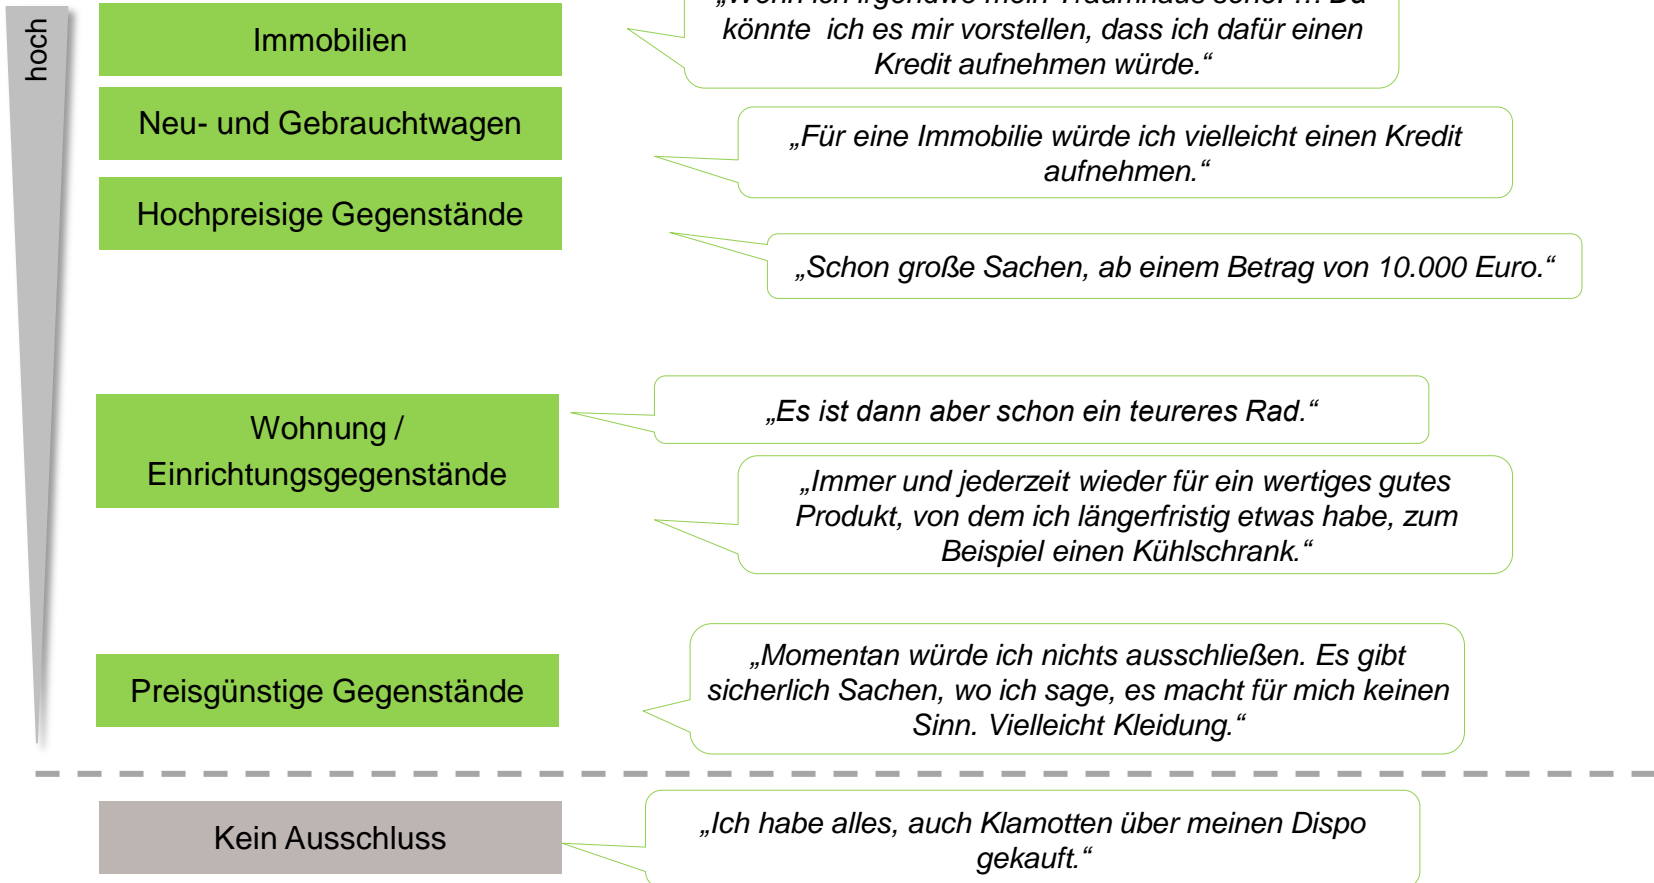 hoch
Immobilien
könnte ich es mir vorstellen, dass ich dafür einen
Kredit aufnehmen würde.“
Neu- und Gebrauchtwagen
„Für eine Immobilie würde ich vielleicht einen Kredit
aufnehmen.“
Hochpreisige Gegenstände
„Schon große Sachen, ab einem Betrag von 10.000 Euro.“
Wohnung /
Einrichtungsgegenstände
„Es ist dann aber schon ein teureres Rad.“
„Immer und jederzeit wieder für ein wertiges gutes
Produkt, von dem ich längerfristig etwas habe, zum
Beispiel einen Kühlschrank.“
Preisgünstige Gegenstände
„Momentan würde ich nichts ausschließen. Es gibt
sicherlich Sachen, wo ich sage, es macht für mich keinen
Sinn. Vielleicht Kleidung.“
Kein Ausschluss
„Ich habe alles, auch Klamotten über meinen Dispo
gekauft.“